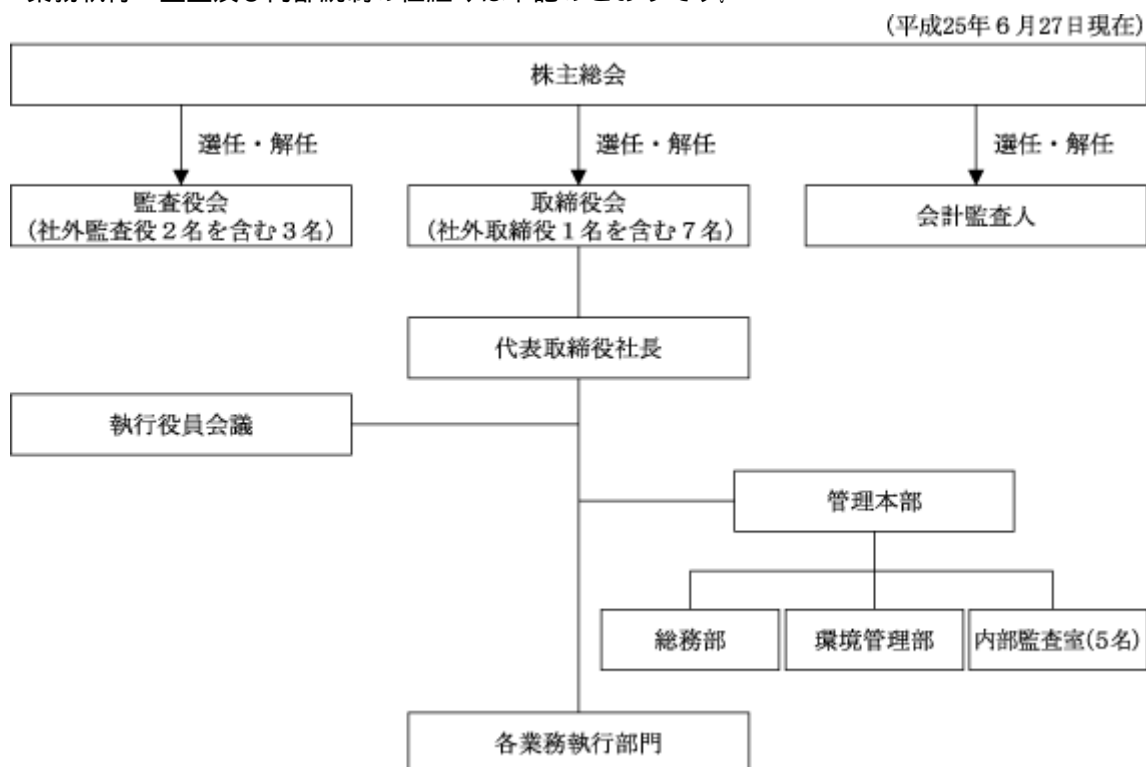 (平成25年6月27日現在)
株主総会
選任・解任
選任・解任
選任・解任
監査役会
(社外監査役2名を含む3名)
取締役会
(社外取締役1名を含む7名)
会計監査人
代表取締役社長
執行役員会議
管理本部
総務部
環境管理部
内部監査室(5名)
各業務執行部門